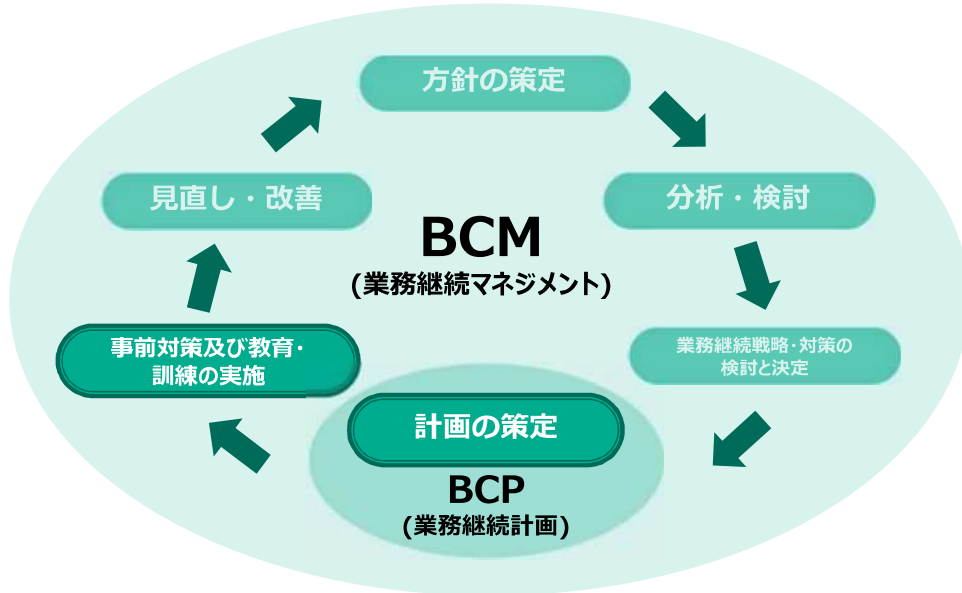 方針の策定
見直し・改善
分析・検討
BCM
(業務継続マネジメント)
事前対策及び教育・
訓練の実施
業務継続戦略・対策の
検討と決定
計画の策定
BCP
(業務継続計画)